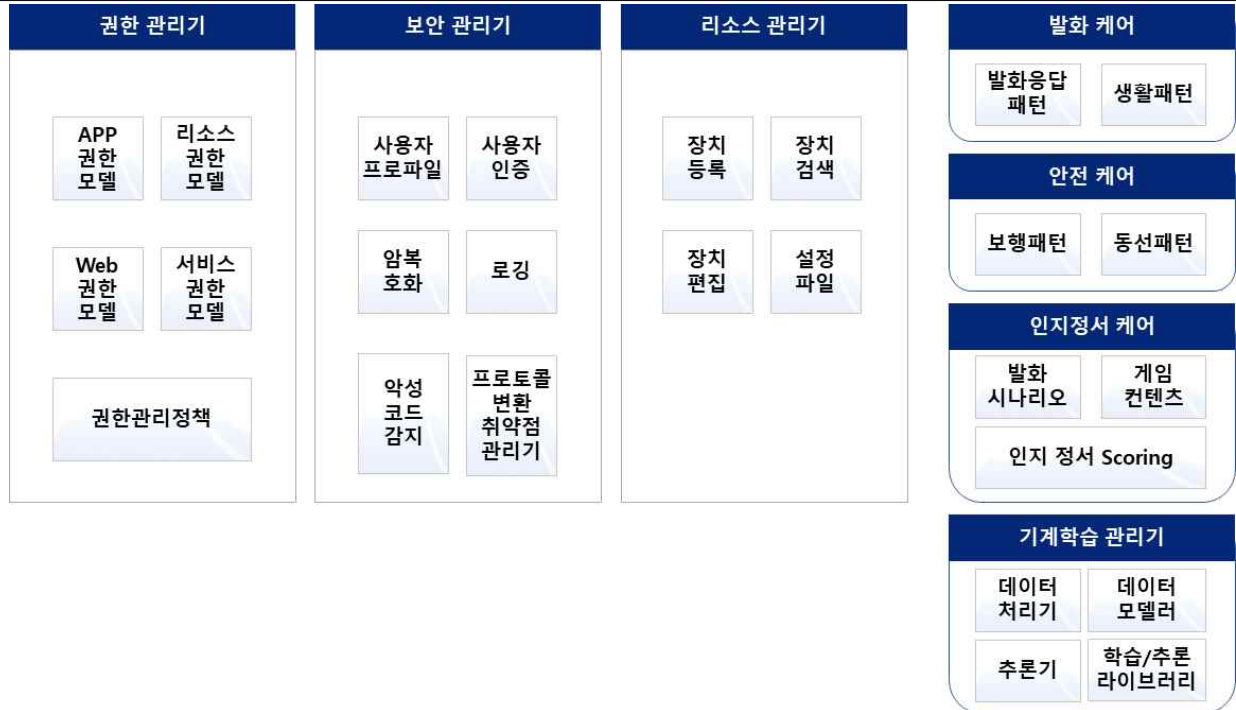 권한 관리기
APP
권한
모델
리소스
권한
모델
Web
권한
모델
서비스
권한
모델
권한관리정책
보안 관리기
사용자
프로파일
사용자
인증
암복
호화
로깅
악성
코드
감지
프로토콜
변환
취약점
관리기
리소스 관리기
장치
등록
장치
검색
장치
편집
설정
파일
발화 케어
발화응답
패턴
생활패턴
안전 케어
보행패턴
동선패턴
인지정서 케어
발화
시나리오
게임
컨텐츠
인지 정서 Scoring
기계학습 관리기
데이터
처리기
데이터
모델러
추론기
학습/추론
라이브러리